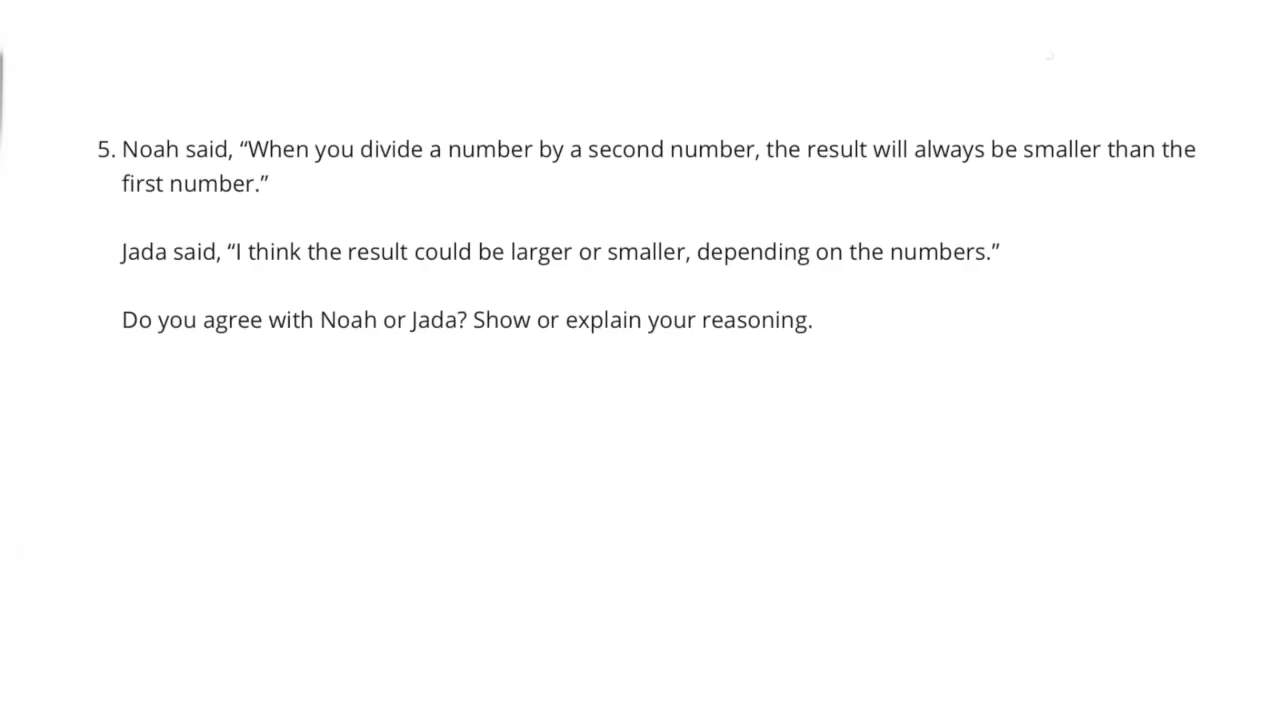 5. Noah said, “When you divide a number by a second number, the result will always be smaller than the
first number.”
Jada said, “I think the result could be larger or smaller, depending on the numbers.”
Do you agree with Noah or Jada? Show or explain your reasoning.